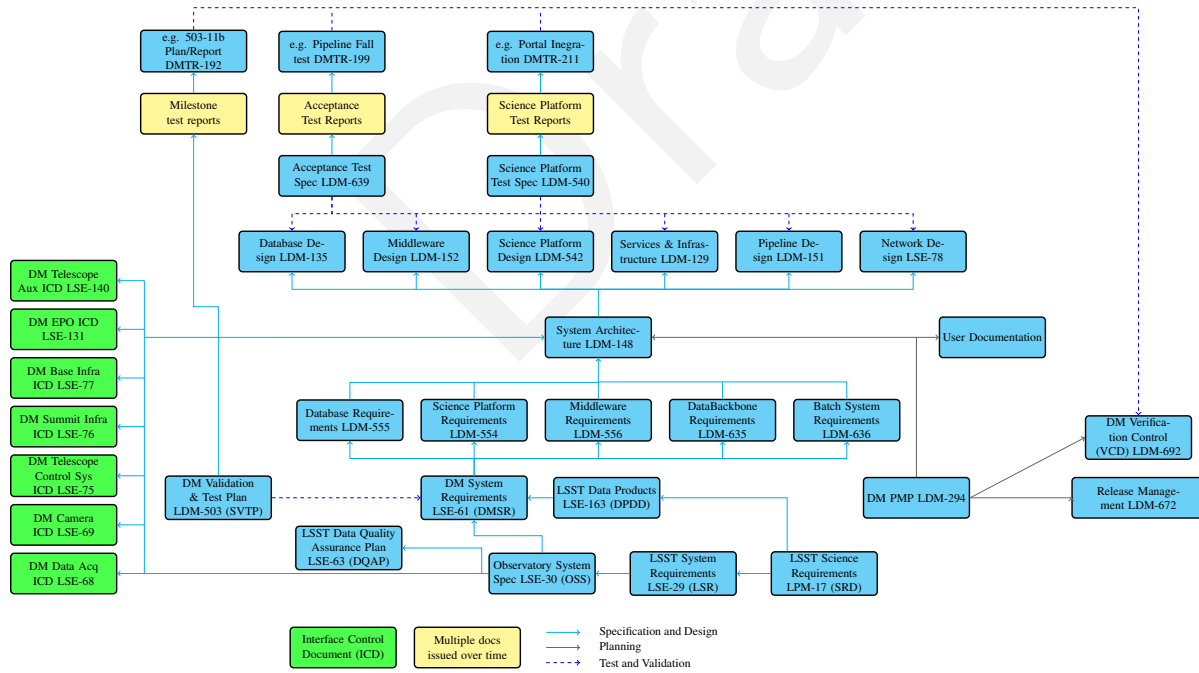 e.g. 503-11b
Plan/Report
DMTR-192
e.g. Pipeline Fall
test DMTR-199
e.g. Portal Inegra-
tion DMTR-211
Milestone
test reports
Acceptance
Test Reports
Science Platform
Test Reports
Acceptance Test
Spec LDM-639
Science Platform
Test Spec LDM-540
Database De-
sign LDM-135
Middleware
Design LDM-152
Science Platform
Design LDM-542
Services & Infras-
tructure LDM-129
Pipeline De-
sign LDM-151
Network De-
sign LSE-78
DM Telescope
Aux ICD LSE-140
DM EPO ICD
LSE-131
DM Base Infra
ICD LSE-77
DM Summit Infra
ICD LSE-76
DM Telescope
Control Sys
ICD LSE-75
DM Camera
ICD LSE-69
DM Data Acq
ICD LSE-68
System Architec-
ture LDM-148
User Documentation
Database Require-
ments LDM-555
Science Platform
Requirements
LDM-554
Middleware
Requirements
LDM-556
DataBackbone
Requirements
LDM-635
Batch System
Requirements
LDM-636
DM Verific-
ation Control
(VCD) LDM-692
DM Validation
& Test Plan
LDM-503 (SVTP)
DM System
Requirements
LSE-61 (DMSR)
LSST Data Products
LSE-163 (DPDD)
DM PMP LDM-294
Release Manage-
ment LDM-672
LSST Data Quality
Assurance Plan
LSE-63 (DQAP)
Observatory System
Spec LSE-30 (OSS)
LSST System
Requirements
LSE-29 (LSR)
LSST Science
Requirements
LPM-17 (SRD)
Interface Control
Document (ICD)
Multiple docs
issued over time
Specification and Design
Planning
Test and Validation
Dra